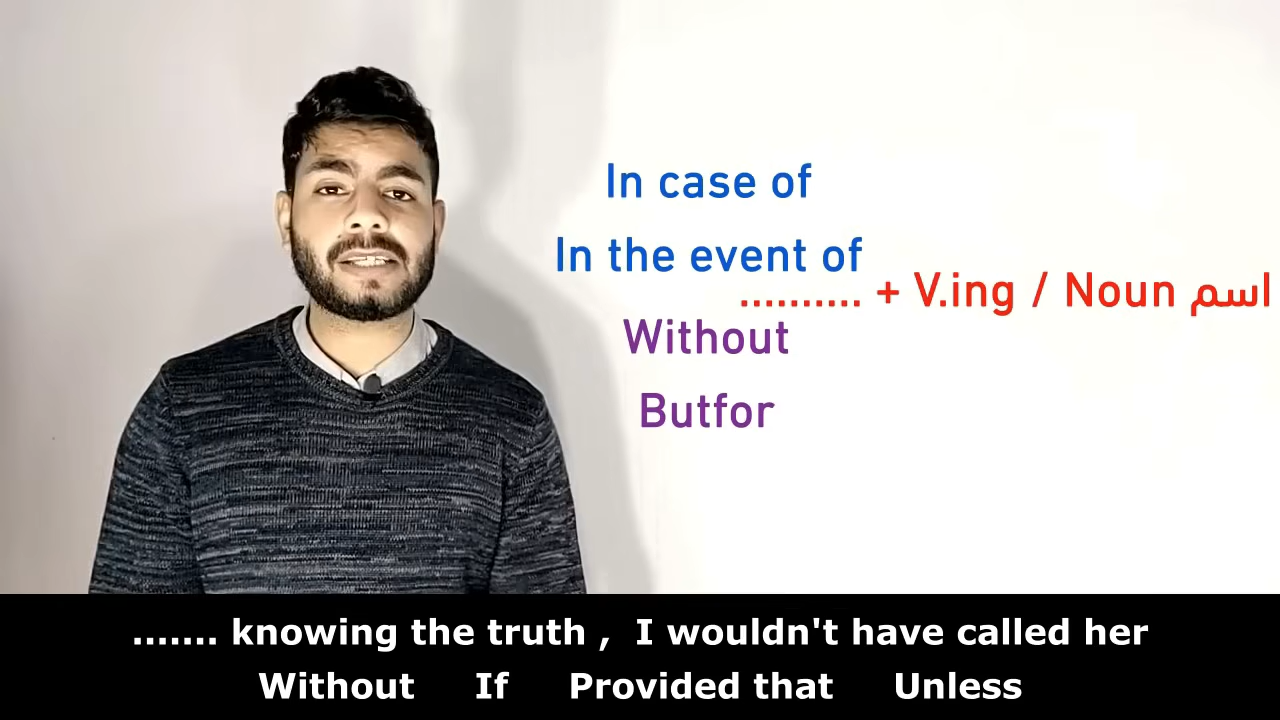 In case of
In the event of
.......... + V.ing / Noun اسم
Without
Butfor
....... knowing the truth ,  I wouldn't have called her
Without If Provided that Unless